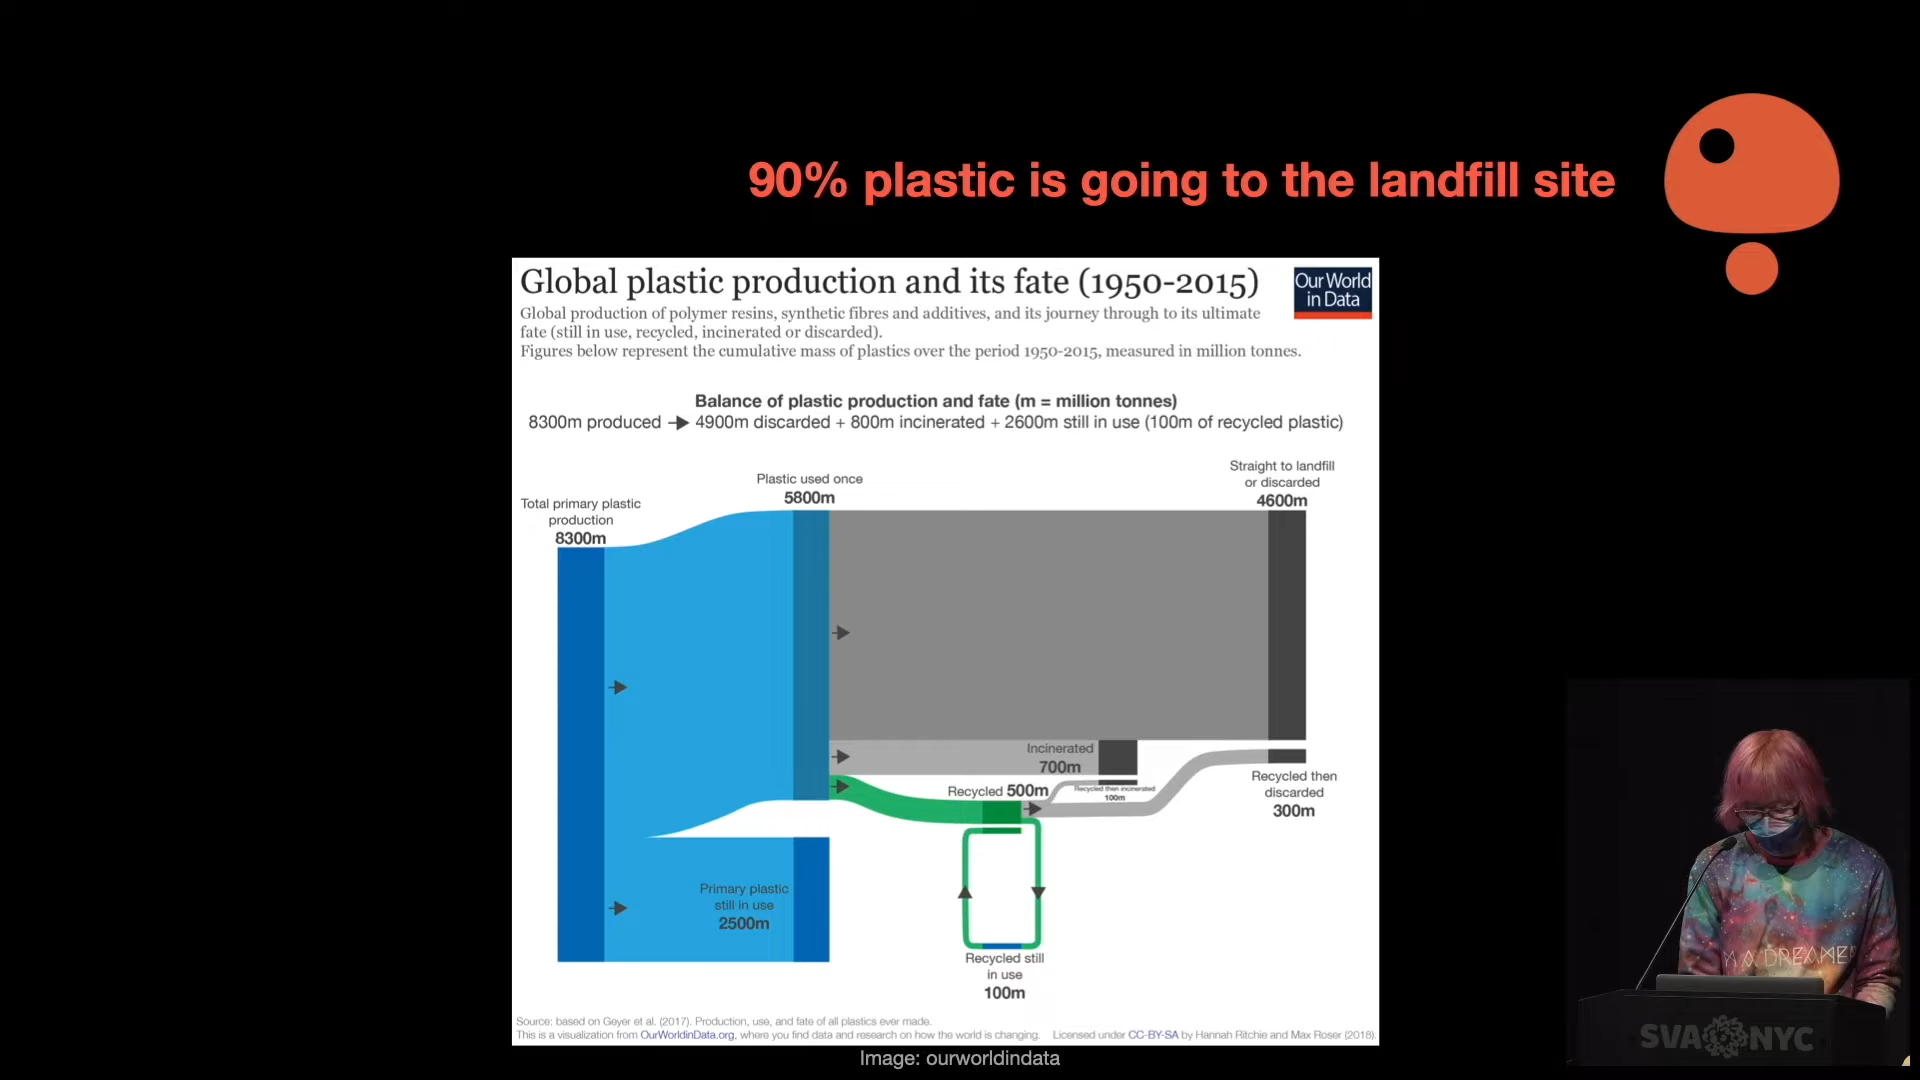 90% plastic is going to the landfill site
Global plastic production and its fate (1950-2015)
Our World
in Data
Global production of polymer resins, synthetic fibres and additives, and its journey through to its ultimate
fate (still in use, recycled, incinerated or discarded).
Figures below represent the cumulative mass of plastics over the period 1950-2015, measured in million tonnes.
Balance of plastic production and fate (m = million tonnes)
8300m produced → 4900m discarded + 800m incinerated + 2600m still in use (100m of recycled plastic)
Total primary plastic
production
8300m
Plastic used once
5800m
Straight to landfill
or discarded
4600m
Incinerated
700m
Recycled 500m
Recycled then incinerated
100m
Recycled then
discarded
300m
Primary plastic
still in use
2500m
Recycled still
in use
100m
Source: based on Geyer et al. (2017). Production, use, and fate of all plastics ever made.
This is a visualization from OurWorldinData.org, where you find data and research on how the world is changing.
Licensed under CC-BY-SA by Hannah Ritchie and Max Roser (2018).
Image: ourworldindata
DREAMER
SVA NYC